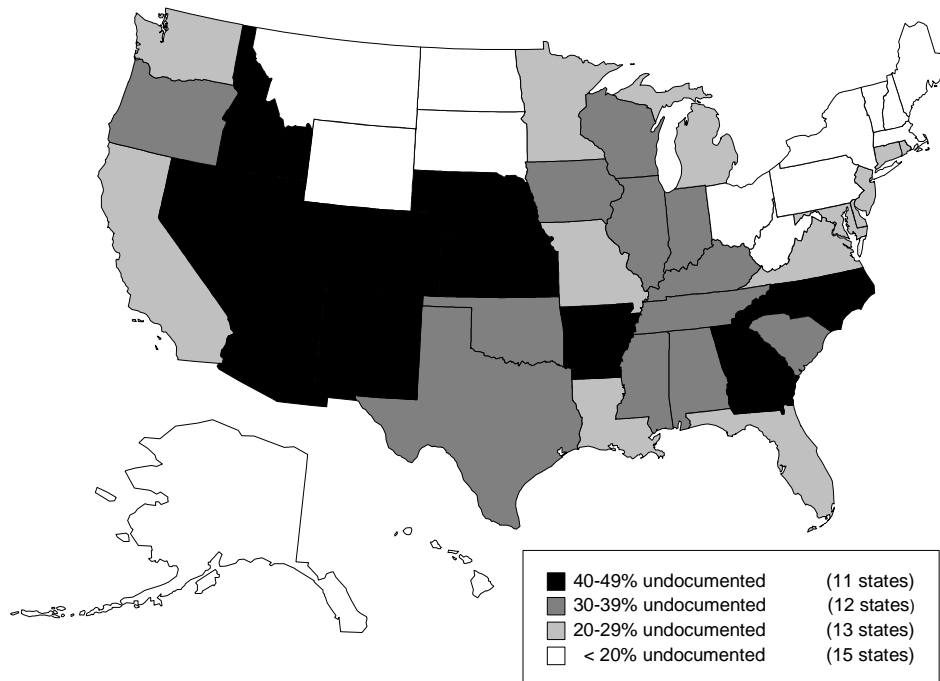 40-49% undocumented (11 states)
30-39% undocumented (12 states)
20-29% undocumented (13 states)
< 20% undocumented (15 states)